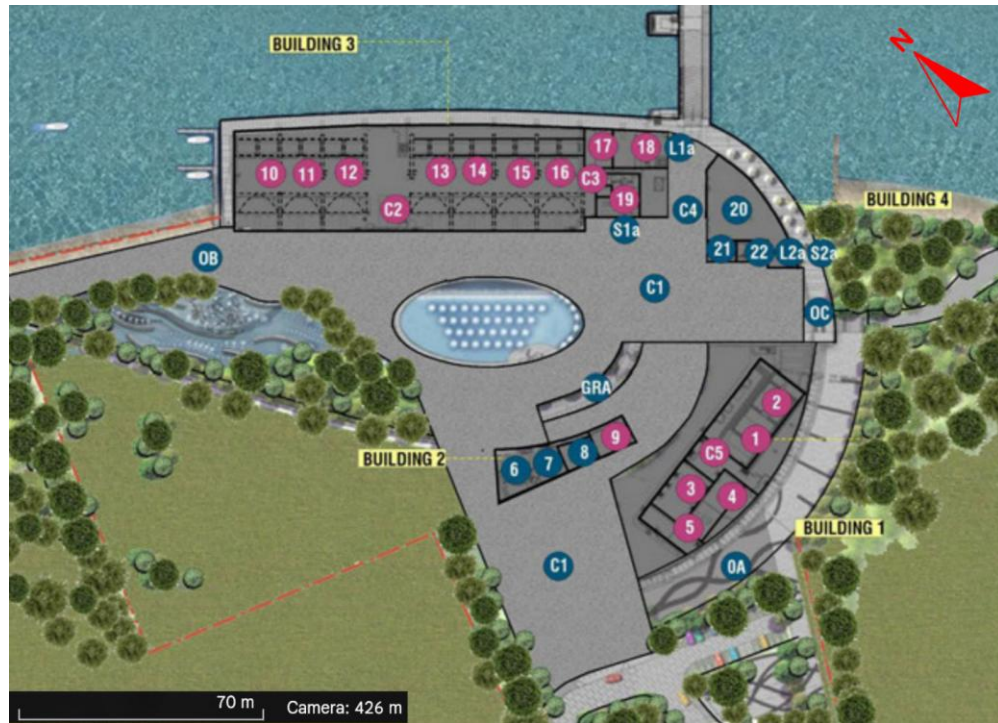 N
BUILDING 3
17
18
L1a
10
11
12
13
14
15
16
C3
19
BUILDING 4
C2
C4
20
S1a
OB
21
22
L2a
S2a
C1
OC
GRA
2
9
1
BUILDING 2
6
7
8
C5
3
4
5
BUILDING 1
C1
0A
70 m
Camera: 426 m